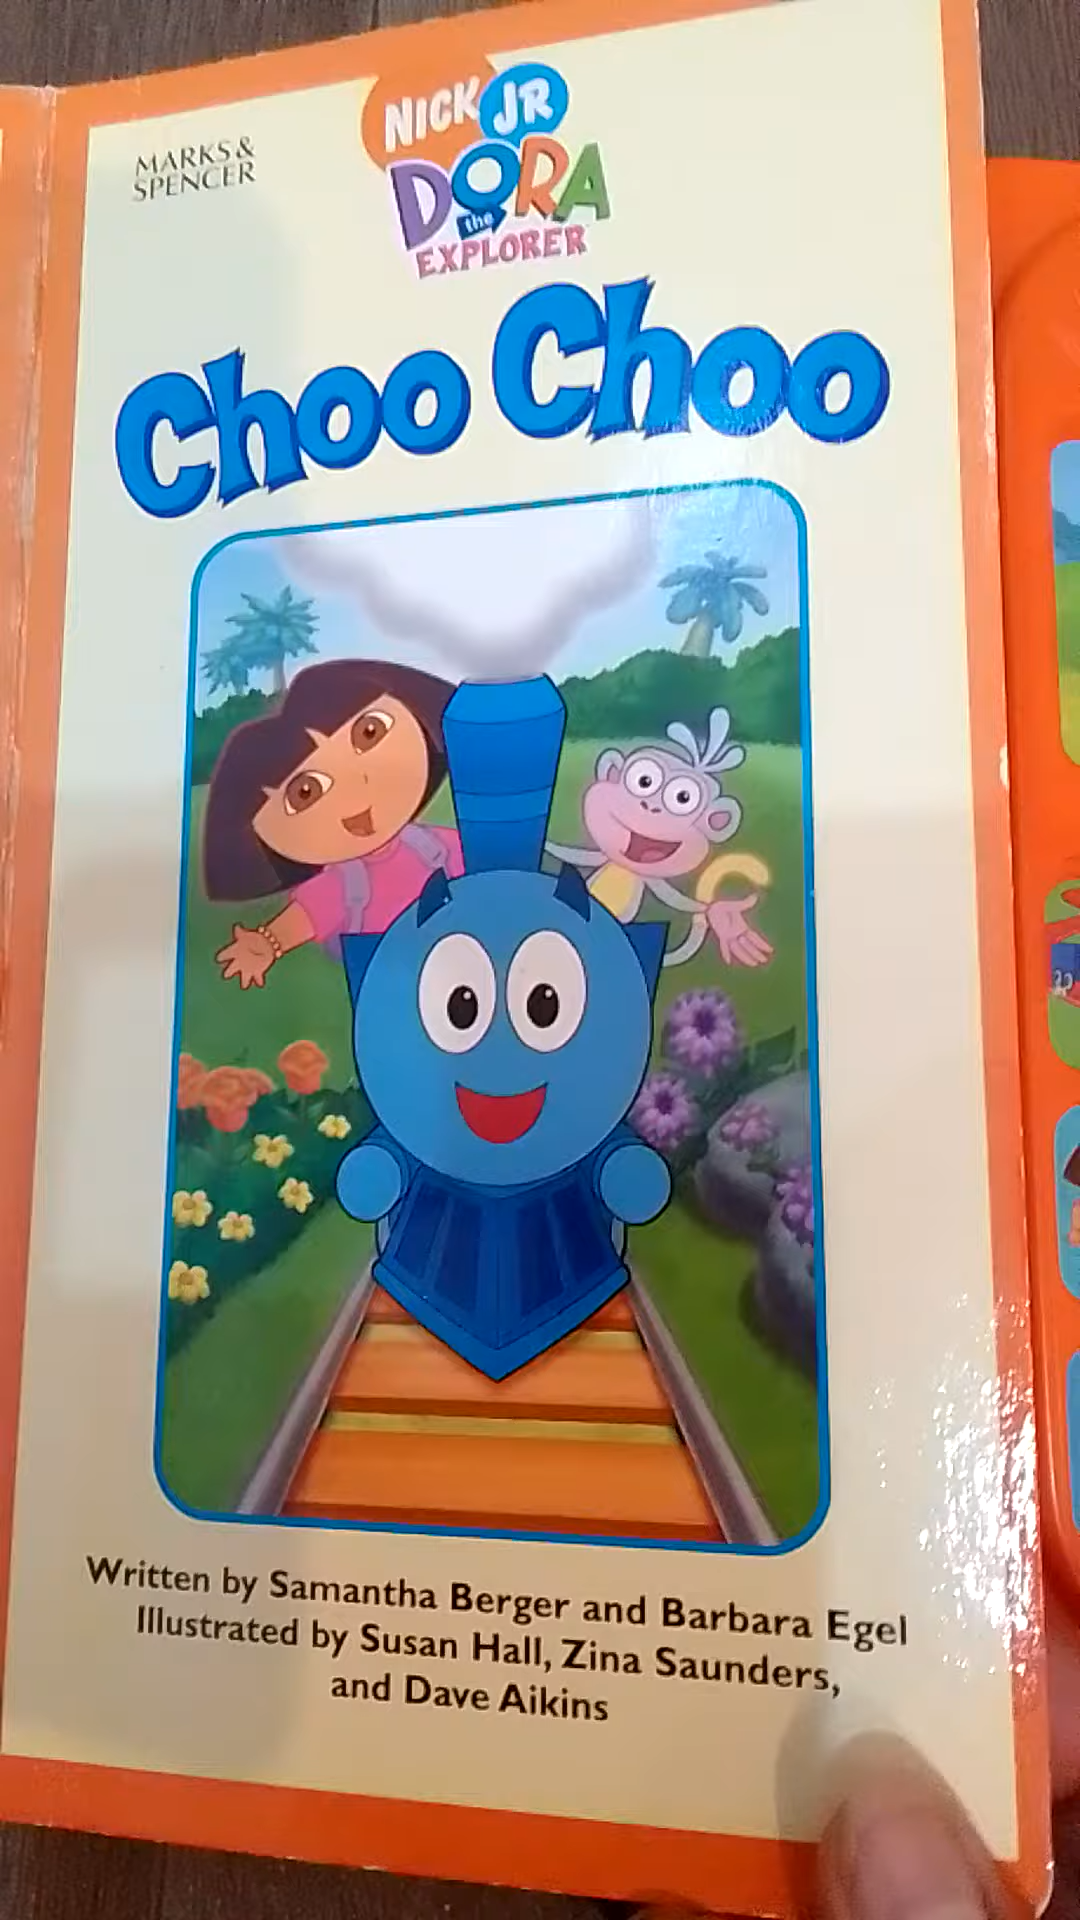 MARKS &
SPENCER
NICK JR
DORA
the
EXPLORER
Choo Choo
Written by Samantha Berger and Barbara Egel
Illustrated by Susan Hall, Zina Saunders,
and Dave Aikins